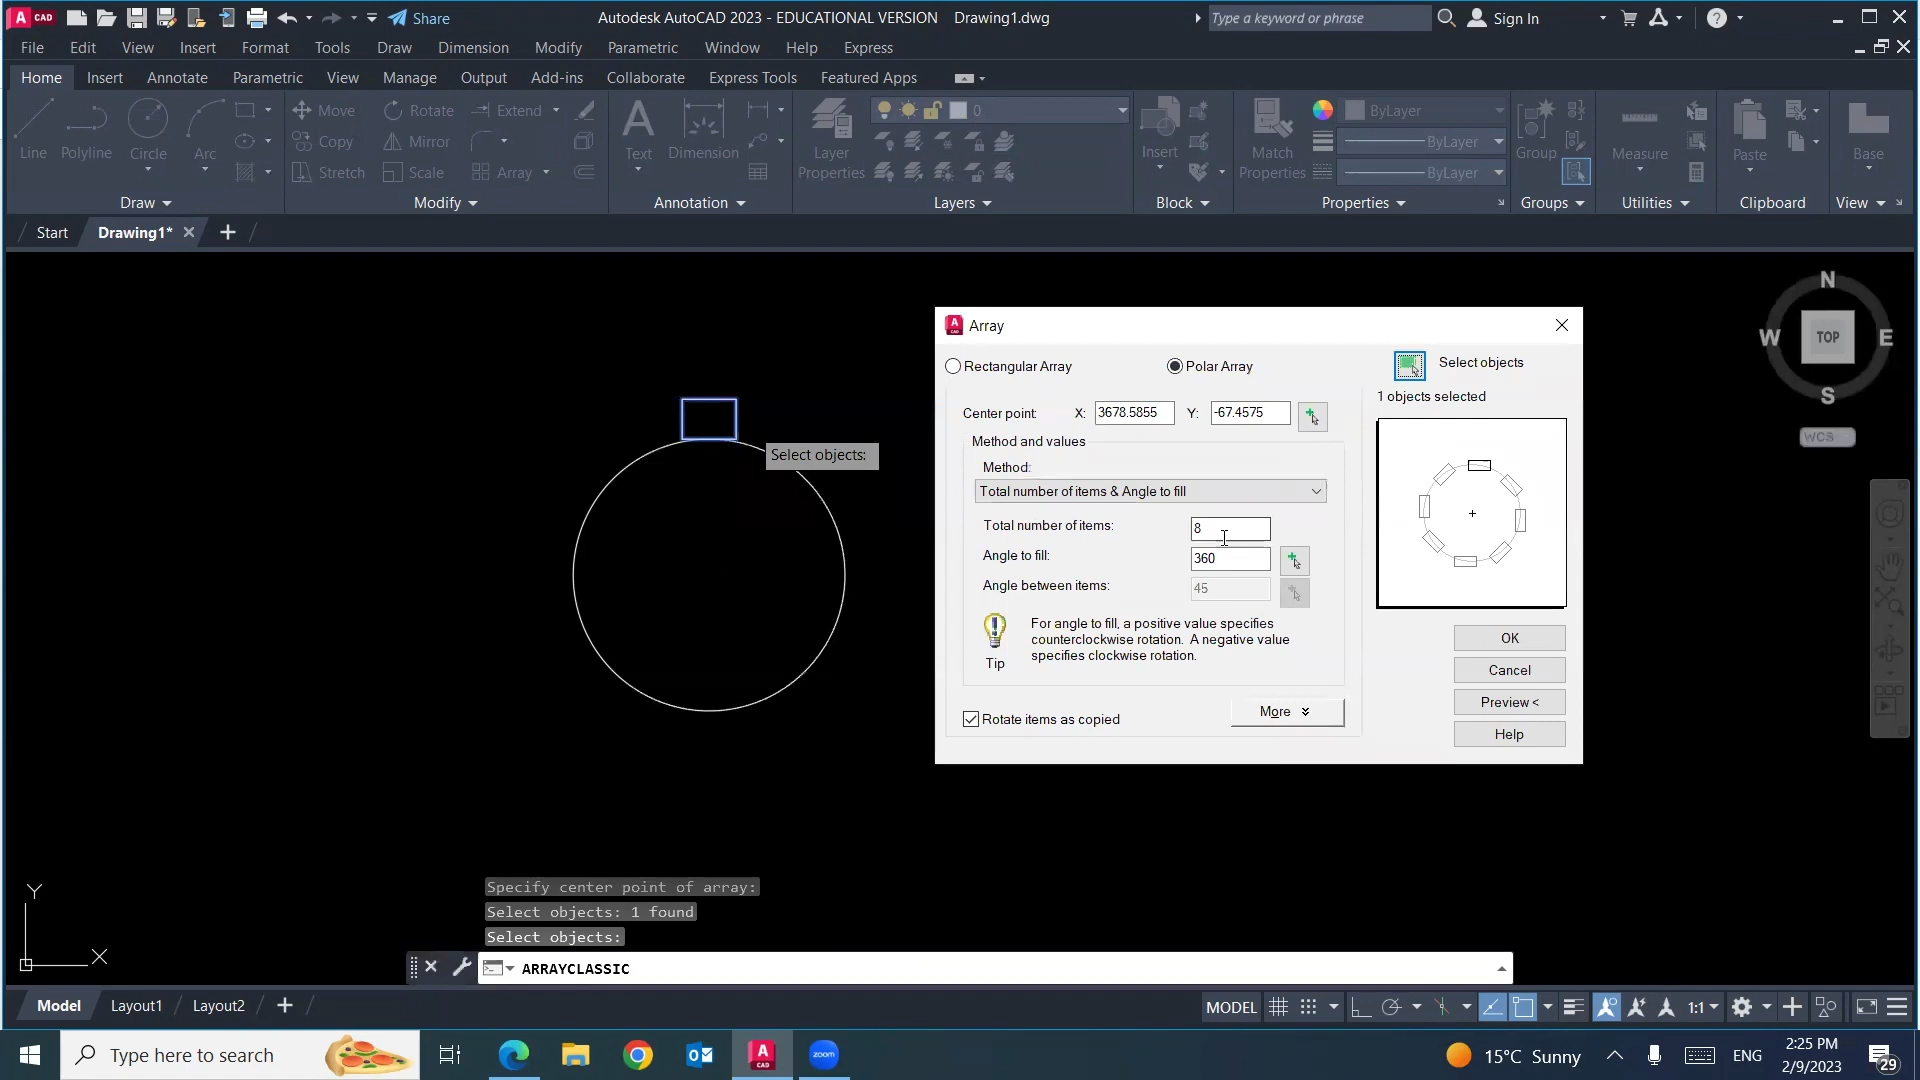 A CAD Share Autodesk AutoCAD 2023 - EDUCATIONAL VERSION Drawing1.dwg Type a keyword or phrase Sign In ?
File Edit View Insert Format Tools Draw Dimension Modify Parametric Window Help Express
Home Insert Annotate Parametric View Manage Output Add-ins Collaborate Express Tools Featured Apps
Move Rotate Extend 0 ByLayer
Copy Mirror ByLayer
Line Polyline Circle Arc Text Dimension Layer Properties Insert Match Properties Group Measure Paste Base
Stretch Scale Array ByLayer
Draw Modify Annotation Layers Block Properties Groups Utilities Clipboard View
Start Drawing1* +
N
W TOP E
S
WCS
A CAD Array
Rectangular Array Polar Array Select objects
1 objects selected
Center point: X: 3678.5855 Y: -67.4575
Method and values
Method:
Total number of items & Angle to fill
Total number of items: 8
Angle to fill: 360
Angle between items: 45
For angle to fill, a positive value specifies
counterclockwise rotation. A negative value
specifies clockwise rotation.
Tip
Rotate items as copied More
OK
Cancel
Preview <
Help
Select objects:
Specify center point of array:
Select objects: 1 found
Select objects:
Y
X
ARRAYCLASSIC
Model Layout1 Layout2 + MODEL 1:1
Type here to search A CAD zoom 15°C Sunny ENG 2:25 PM
2/9/2023 29